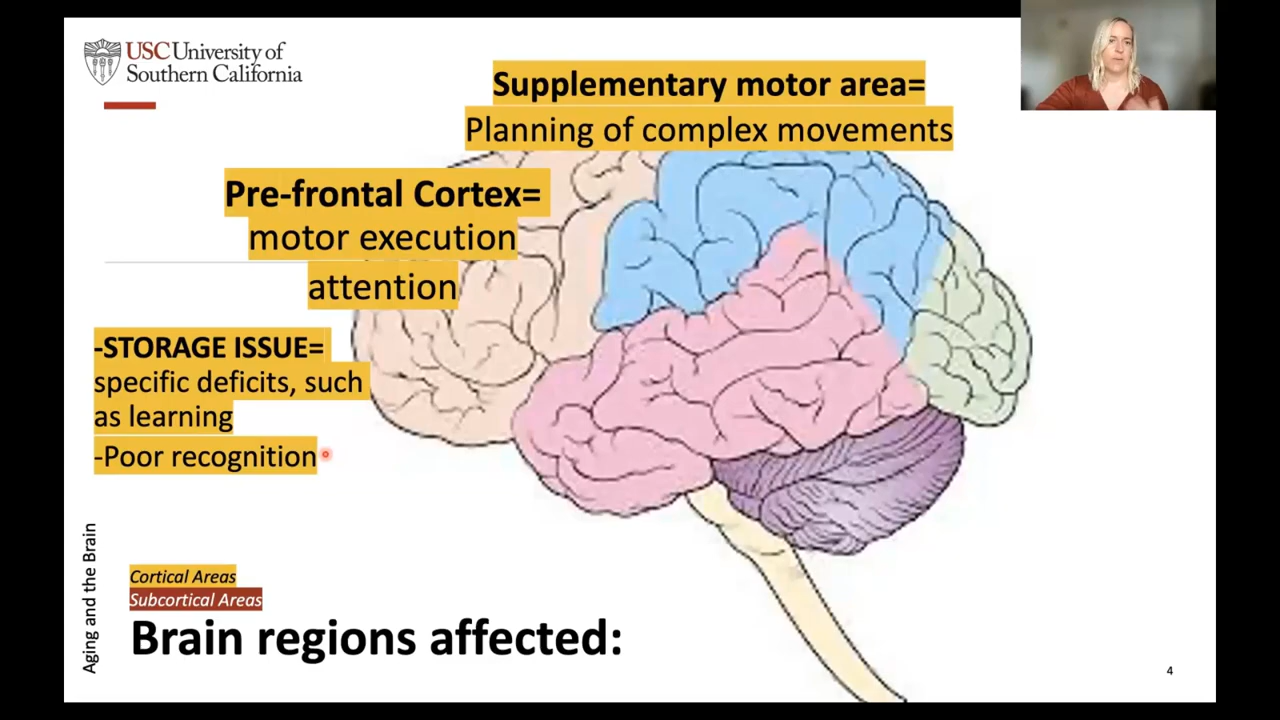 USC University of
Southern California
Supplementary motor area=
Planning of complex movements
Pre-frontal Cortex=
motor execution
attention
-STORAGE ISSUE=
specific deficits, such
as learning
-Poor recognition
Aging and the Brain
Cortical Areas
Subcortical Areas
Brain regions affected:
4